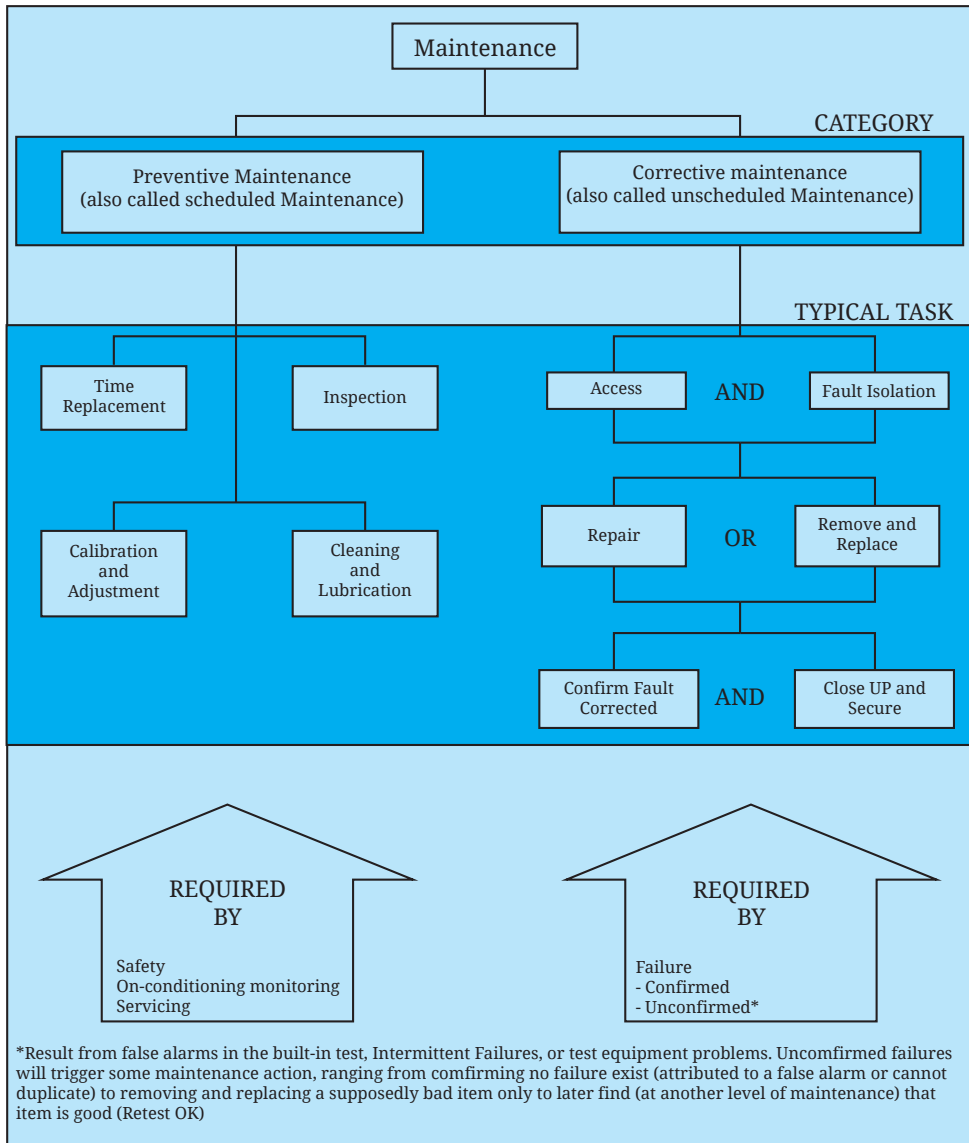 Maintenance
CATEGORY
Preventive Maintenance
(also called scheduled Maintenance)
Corrective maintenance
(also called unscheduled Maintenance)
TYPICAL TASK
Time
Replacement
Inspection
Access
AND
Fault Isolation
Calibration
and
Adjustment
Cleaning
and
Lubrication
Repair
OR
Remove and
Replace
Confirm Fault
Corrected
AND
Close UP and
Secure
REQUIRED
BY
Safety
On-conditioning monitoring
Servicing
REQUIRED
BY
Failure
- Confirmed
- Unconfirmed*
*Result from false alarms in the built-in test, Intermittent Failures, or test equipment problems. Uncomfirmed failures
will trigger some maintenance action, ranging from comfirming no failure exist (attributed to a false alarm or cannot
duplicate) to removing and replacing a supposedly bad item only to later find (at another level of maintenance) that
item is good (Retest OK)